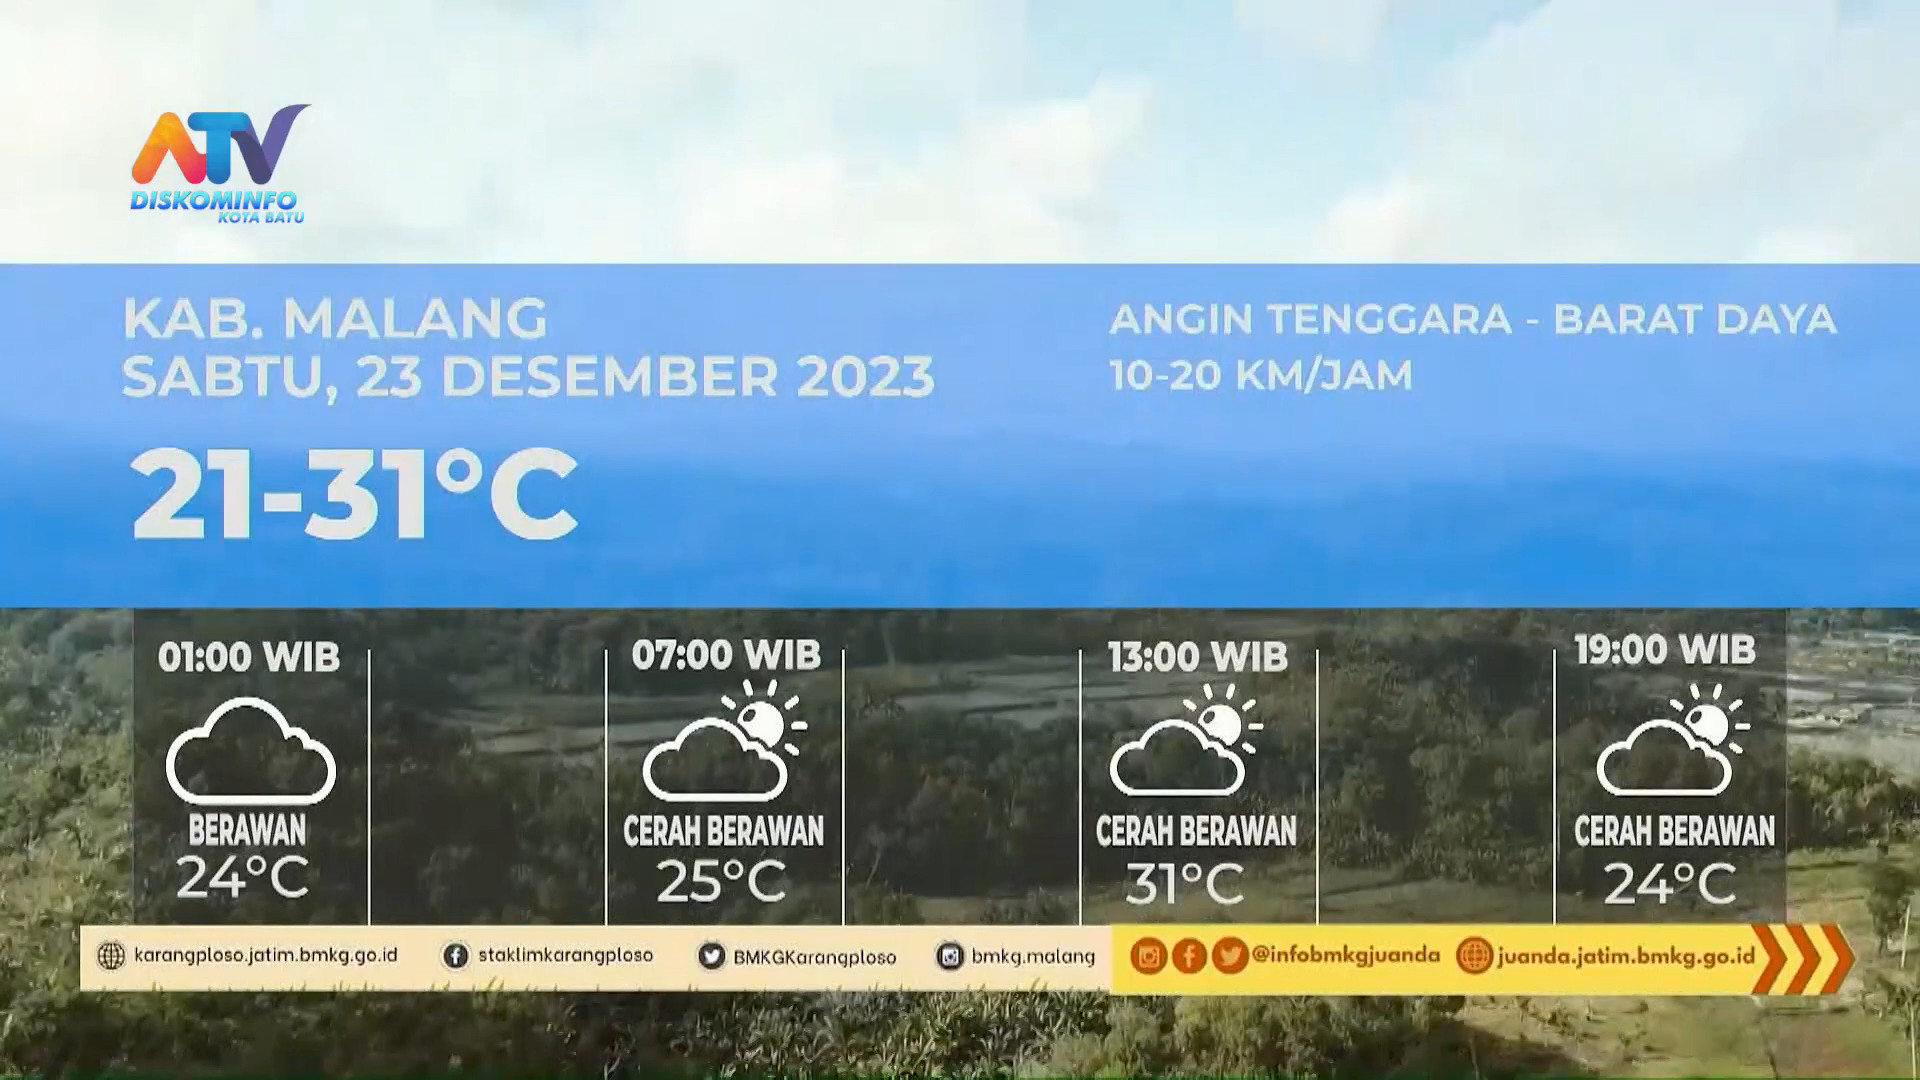 ATV
DISKOMINFO
KOTA BATU
KAB. MALANG
SABTU, 23 DESEMBER 2023
21-31°C
ANGIN TENGGARA - BARAT DAYA
10-20 KM/JAM
01:00 WIB
BERAWAN
24°C
07:00 WIB
CERAH BERAWAN
25°C
13:00 WIB
CERAH BERAWAN
31°C
19:00 WIB
CERAH BERAWAN
24°C
karangploso.jatim.bmkg.go.id
staklimkarangploso
BMKGKarangploso
bmkg.malang
@infobmkgjuanda
juanda.jatim.bmkg.go.id